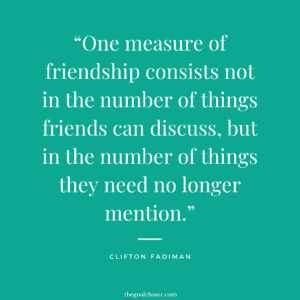 “One measure of
friendship consists not
in the number of things
friends can discuss, but
in the number of things
they need no longer
mention.”
CLIFTON FADIMAN
thegoalchaser.com